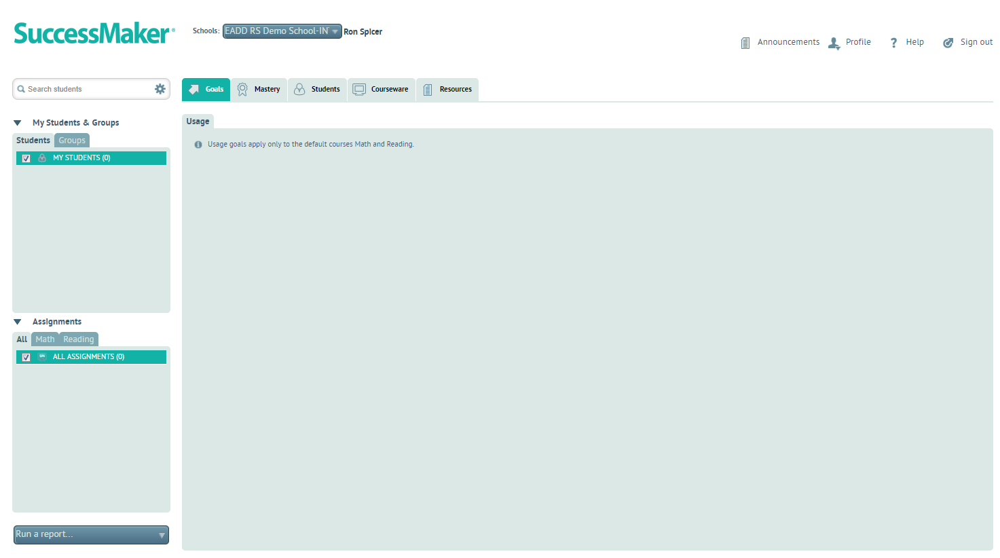 SuccessMaker®
Schools: EADD RS Demo School-IN Ron Spicer
Announcements Profile ? Help Sign out
Search students
Goals Mastery Students Courseware Resources
My Students & Groups
Students Groups
MY STUDENTS (0)
Usage
Usage goals apply only to the default courses Math and Reading.
Assignments
All Math Reading
ALL ASSIGNMENTS (0)
Run a report...